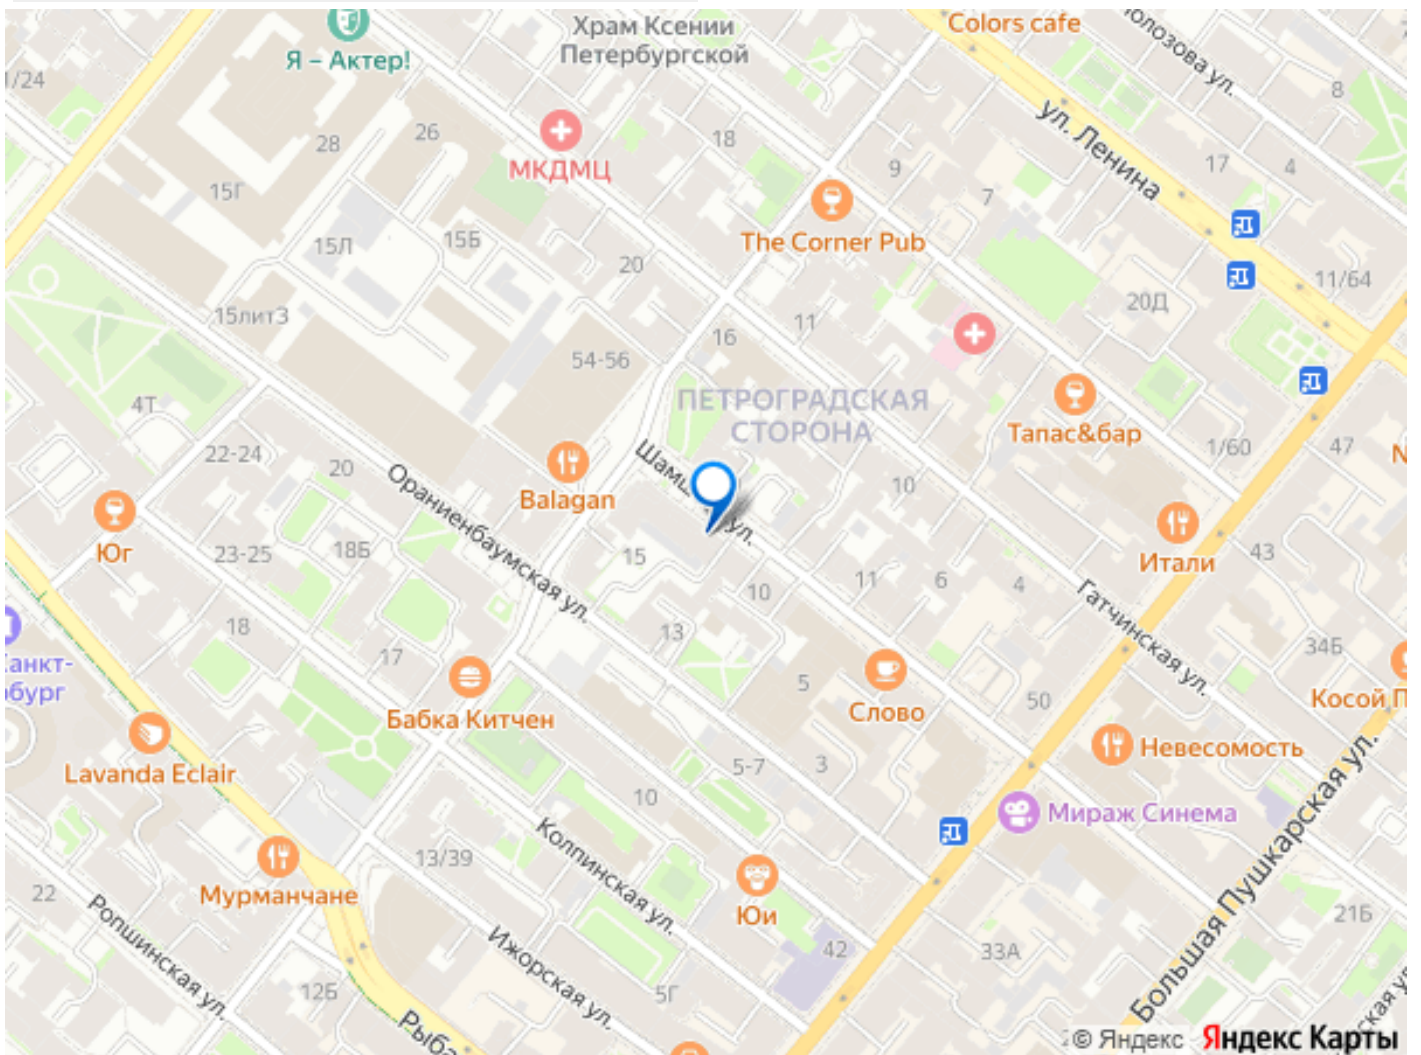 Colors cafe
Храм Ксении
Петербургской
Я – Актер!
1/24
8
28
26
18
МКДМЦ
ул. Ленина
17
4
9
7
15Г
15Л
15Б
The Corner Pub
20
11/64
20Д
15лит3
16
11
54-56
ПЕТРОГРАДСКАЯ
СТОРОНА
4Т
Тапас&бар
1/60
47
22-24
20
Balagan
10
Ораниенбаумская ул.
Юг
23-25
18Б
15
Итали
43
11
6
4
10
Гатчинская ул.
18
17
13
34Б
5
Слово
50
Косой П
Бабка Китчен
Lavanda Eclair
5-7
3
Невесомость
10
Мираж Синема
Колпинская ул.
13/39
Мурманчане
22
Юи
Большая Пушкарская ул.
21Б
Ропшинская ул.
Ижорская ул.
42
33А
12Б
5Г
© Яндекс Яндекс Карты